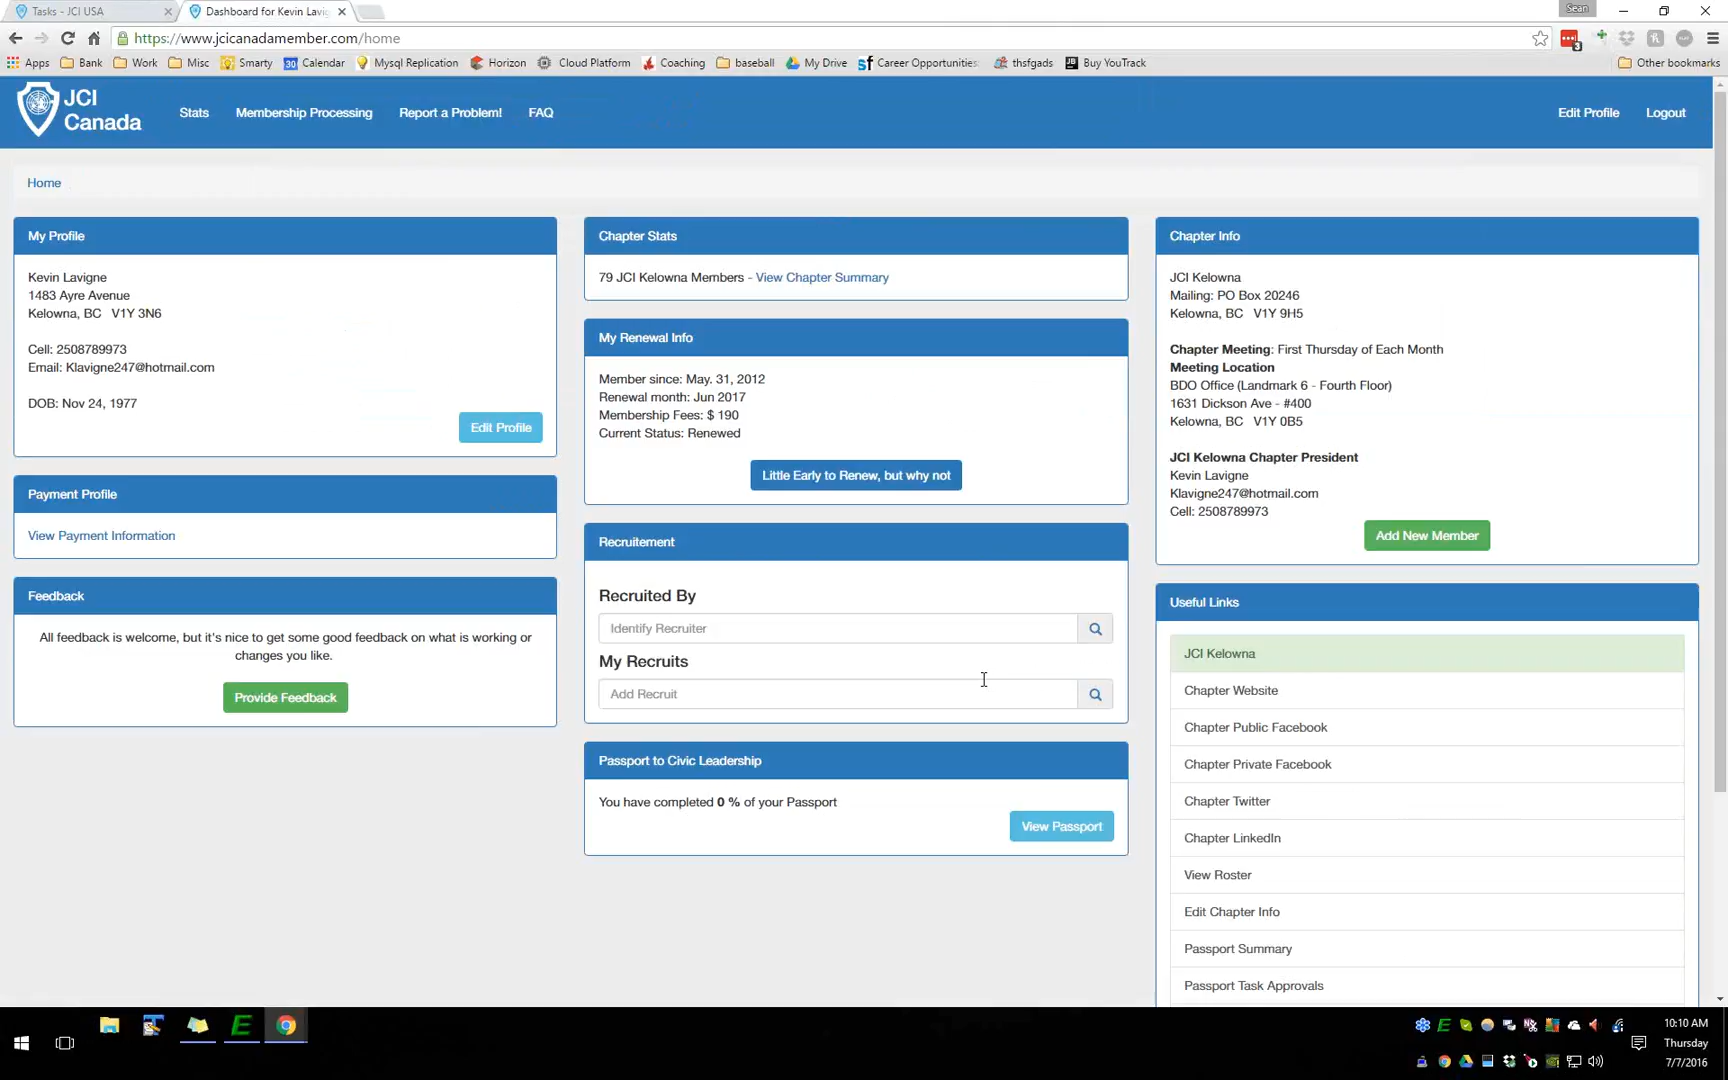 Tasks - JCI USA
Dashboard for Kevin Lavig
Sean
https://www.jcicanadamember.com/home
3
Apps Bank Work Misc Smarty Calendar Mysql Replication Horizon Cloud Platform Coaching baseball My Drive Career Opportunities: thsfgads Buy YouTrack Other bookmarks
JCI
Canada
Stats Membership Processing Report a Problem! FAQ Edit Profile Logout
Home
My Profile
Kevin Lavigne
1483 Ayre Avenue
Kelowna, BC V1Y 3N6
Cell: 2508789973
Email: Klavigne247@hotmail.com
DOB: Nov 24, 1977
Edit Profile
Payment Profile
View Payment Information
Feedback
All feedback is welcome, but it's nice to get some good feedback on what is working or
changes you like.
Provide Feedback
Chapter Stats
79 JCI Kelowna Members - View Chapter Summary
My Renewal Info
Member since: May. 31, 2012
Renewal month: Jun 2017
Membership Fees: $ 190
Current Status: Renewed
Little Early to Renew, but why not
Recruitement
Recruited By
Identify Recruiter
My Recruits
Add Recruit
Passport to Civic Leadership
You have completed 0 % of your Passport
View Passport
Chapter Info
JCI Kelowna
Mailing: PO Box 20246
Kelowna, BC V1Y 9H5
Chapter Meeting: First Thursday of Each Month
Meeting Location
BDO Office (Landmark 6 - Fourth Floor)
1631 Dickson Ave - #400
Kelowna, BC V1Y 0B5
JCI Kelowna Chapter President
Kevin Lavigne
Klavigne247@hotmail.com
Cell: 2508789973
Add New Member
Useful Links
JCI Kelowna
Chapter Website
Chapter Public Facebook
Chapter Private Facebook
Chapter Twitter
Chapter LinkedIn
View Roster
Edit Chapter Info
Passport Summary
Passport Task Approvals
10:10 AM
Thursday
7/7/2016